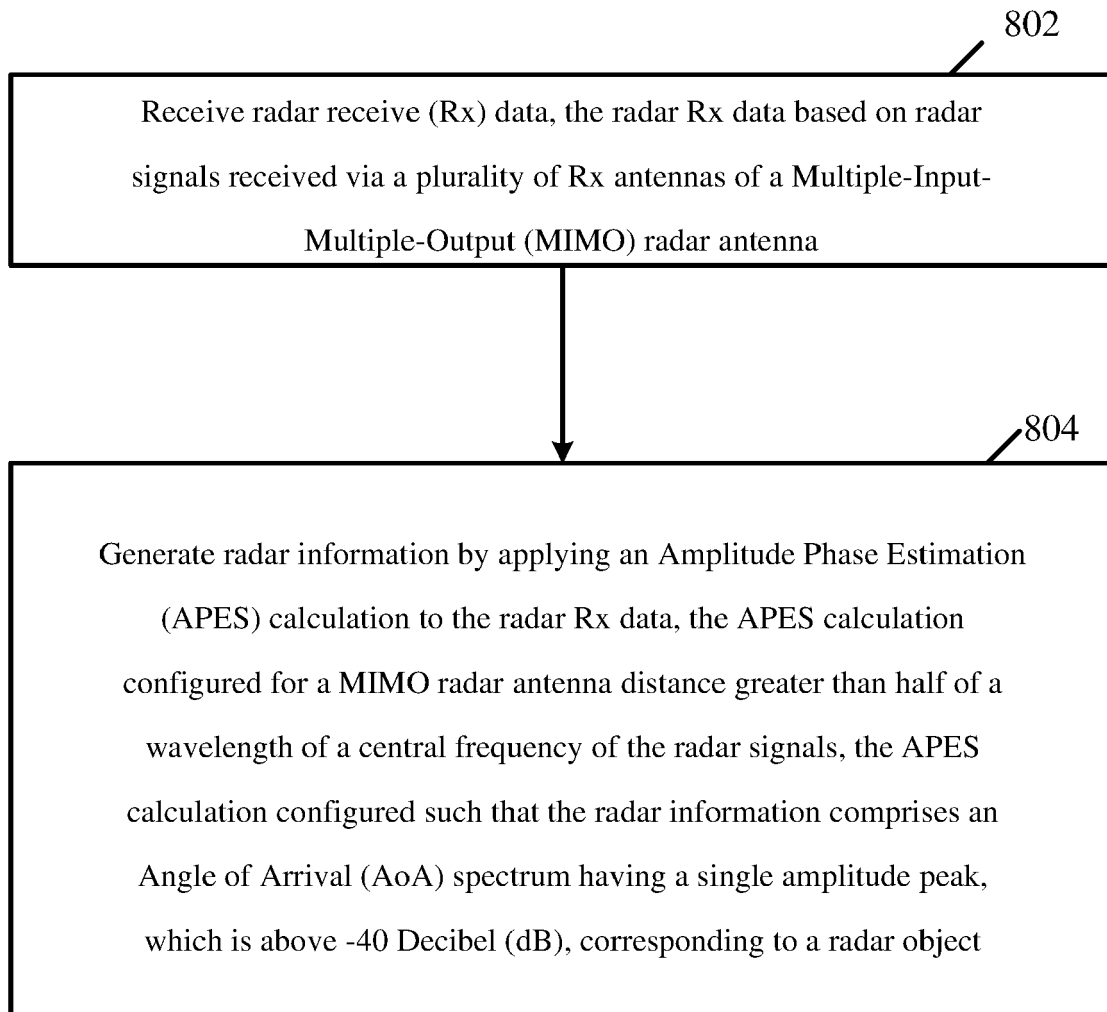 802
Receive radar receive (Rx) data, the radar Rx data based on radar
signals received via a plurality of Rx antennas of a Multiple-Input-
Multiple-Output (MIMO) radar antenna
804
Generate radar information by applying an Amplitude Phase Estimation
(APES) calculation to the radar Rx data, the APES calculation
configured for a MIMO radar antenna distance greater than half of a
wavelength of a central frequency of the radar signals, the APES
calculation configured such that the radar information comprises an
Angle of Arrival (AoA) spectrum having a single amplitude peak,
which is above -40 Decibel (dB), corresponding to a radar object